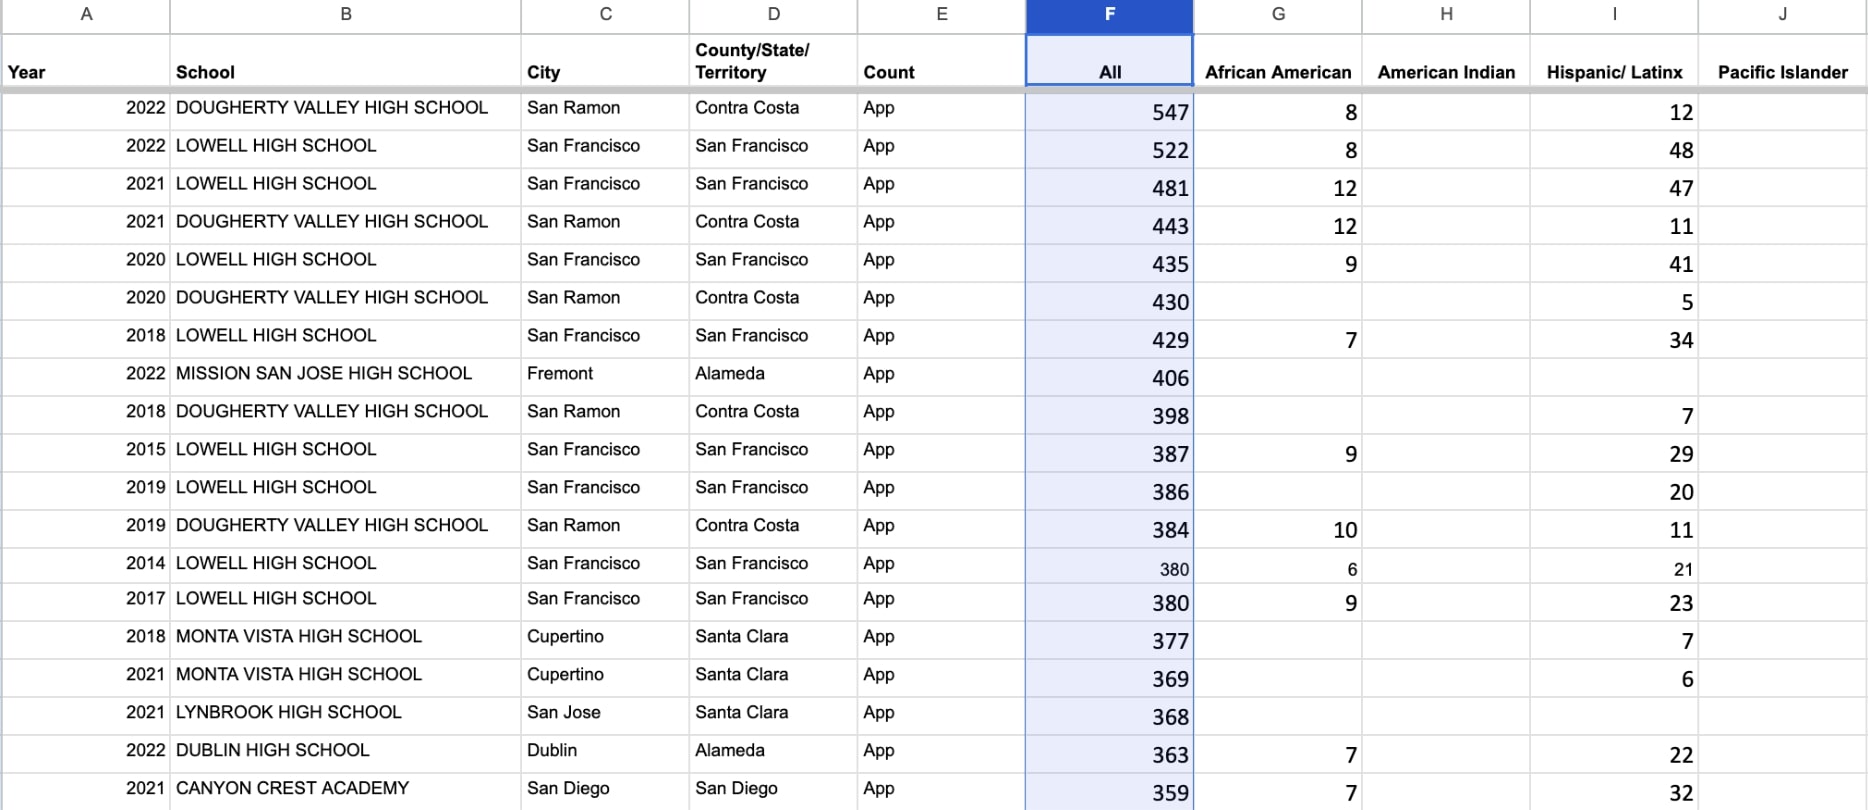 A B C D E F G H I J
Year School City County/State/ Territory Count All African American American Indian Hispanic/ Latinx Pacific Islander
2022 DOUGHERTY VALLEY HIGH SCHOOL San Ramon Contra Costa App 547 8 12
2022 LOWELL HIGH SCHOOL San Francisco San Francisco App 522 8 48
2021 LOWELL HIGH SCHOOL San Francisco San Francisco App 481 12 47
2021 DOUGHERTY VALLEY HIGH SCHOOL San Ramon Contra Costa App 443 12 11
2020 LOWELL HIGH SCHOOL San Francisco San Francisco App 435 9 41
2020 DOUGHERTY VALLEY HIGH SCHOOL San Ramon Contra Costa App 430 5
2018 LOWELL HIGH SCHOOL San Francisco San Francisco App 429 7 34
2022 MISSION SAN JOSE HIGH SCHOOL Fremont Alameda App 406
2018 DOUGHERTY VALLEY HIGH SCHOOL San Ramon Contra Costa App 398 7
2015 LOWELL HIGH SCHOOL San Francisco San Francisco App 387 9 29
2019 LOWELL HIGH SCHOOL San Francisco San Francisco App 386 20
2019 DOUGHERTY VALLEY HIGH SCHOOL San Ramon Contra Costa App 384 10 11
2014 LOWELL HIGH SCHOOL San Francisco San Francisco App 380 6 21
2017 LOWELL HIGH SCHOOL San Francisco San Francisco App 380 9 23
2018 MONTA VISTA HIGH SCHOOL Cupertino Santa Clara App 377 7
2021 MONTA VISTA HIGH SCHOOL Cupertino Santa Clara App 369 6
2021 LYNBROOK HIGH SCHOOL San Jose Santa Clara App 368
2022 DUBLIN HIGH SCHOOL Dublin Alameda App 363 7 22
2021 CANYON CREST ACADEMY San Diego San Diego App 359 7 32